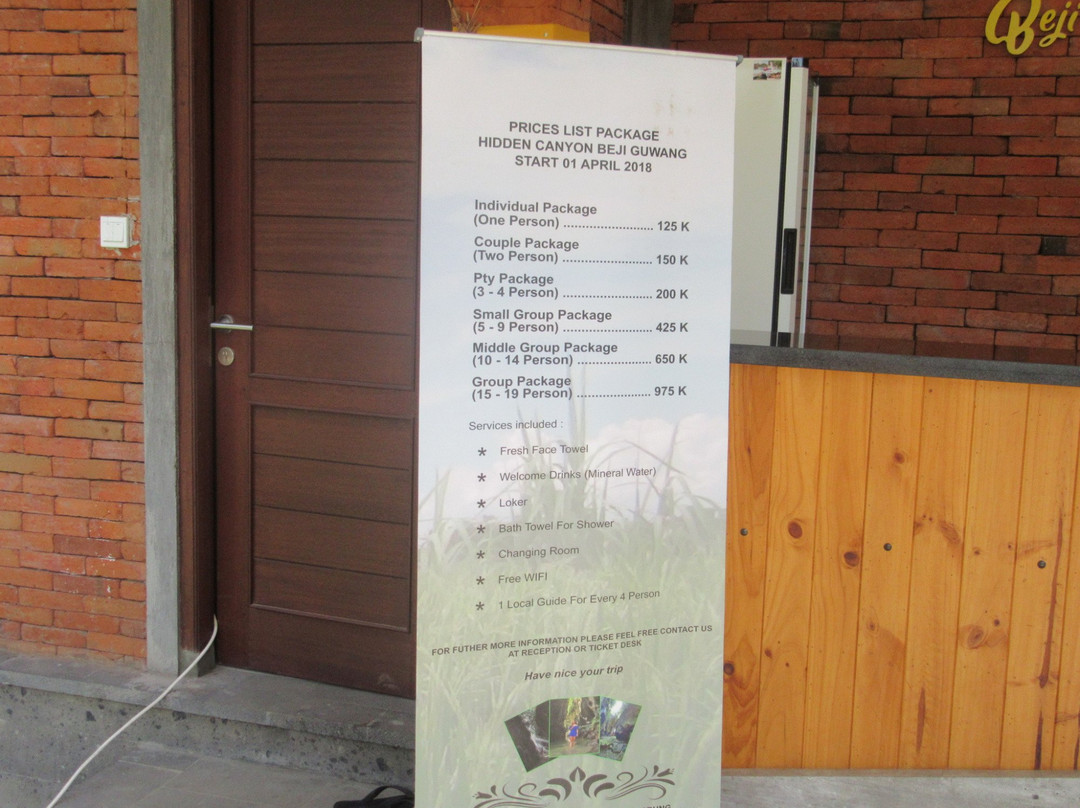 Beji
PRICES LIST PACKAGE
HIDDEN CANYON BEJI GUWANG
START 01 APRIL 2018
Individual Package
(One Person) .......................... 125 K
Couple Package
(Two Person) .......................... 150 K
Pty Package
(3 - 4 Person) .......................... 200 K
Small Group Package
(5 - 9 Person) .......................... 425 K
Middle Group Package
(10 - 14 Person) ..................... 650 K
Group Package
(15 - 19 Person) ..................... 975 K
Services included :
* Fresh Face Towel
* Welcome Drinks (Mineral Water)
* Loker
* Bath Towel For Shower
* Changing Room
* Free WIFI
* 1 Local Guide For Every 4 Person
FOR FUTHER MORE INFORMATION PLEASE FEEL FREE CONTACT US
AT RECEPTION OR TICKET DESK
Have nice your trip